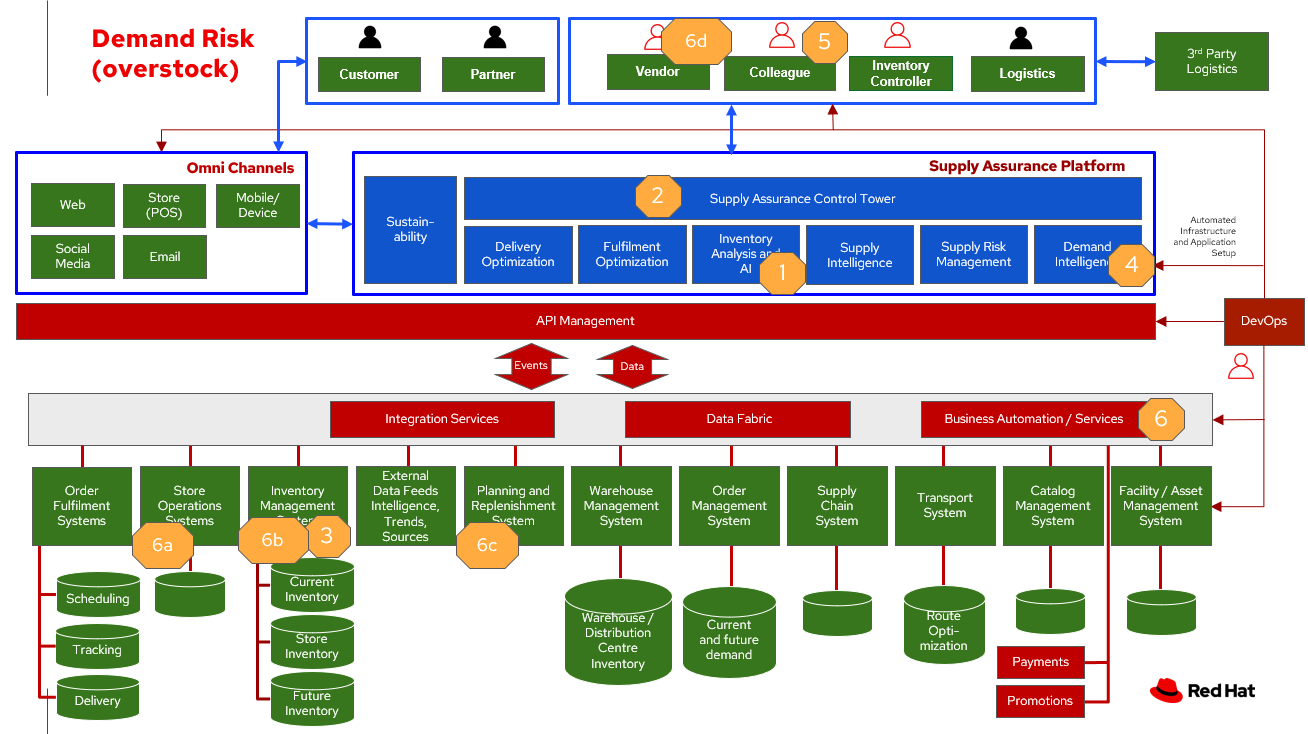 Demand Risk
(overstock)
Customer
Partner
6d
5
Vendor
Colleague
Inventory
Controller
Logistics
3rd Party
Logistics
Omni Channels
Web
Store
(POS)
Mobile/
Device
Social
Media
Email
Supply Assurance Platform
Sustain-
ability
2
Supply Assurance Control Tower
Delivery
Optimization
Fulfilment
Optimization
Inventory
Analysis and
AI
1
Supply
Intelligence
Supply Risk
Management
Demand
Intelligence
4
Automated
Infrastructure
and Application
Setup
API Management
DevOps
Events
Data
Integration Services
Data Fabric
Business Automation / Services
6
Order
Fulfilment
Systems
Store
Operations
Systems
6a
Inventory
Management
System
6b
3
External
Data Feeds
Intelligence,
Trends,
Sources
Planning and
Replenishment
System
6c
Warehouse
Management
System
Order
Management
System
Supply
Chain
System
Transport
System
Catalog
Management
System
Facility / Asset
Management
System
Scheduling
Tracking
Delivery
Current
Inventory
Store
Inventory
Future
Inventory
Warehouse /
Distribution
Centre
Inventory
Current
and future
demand
Route
Opti-
mization
Payments
Promotions
Red Hat